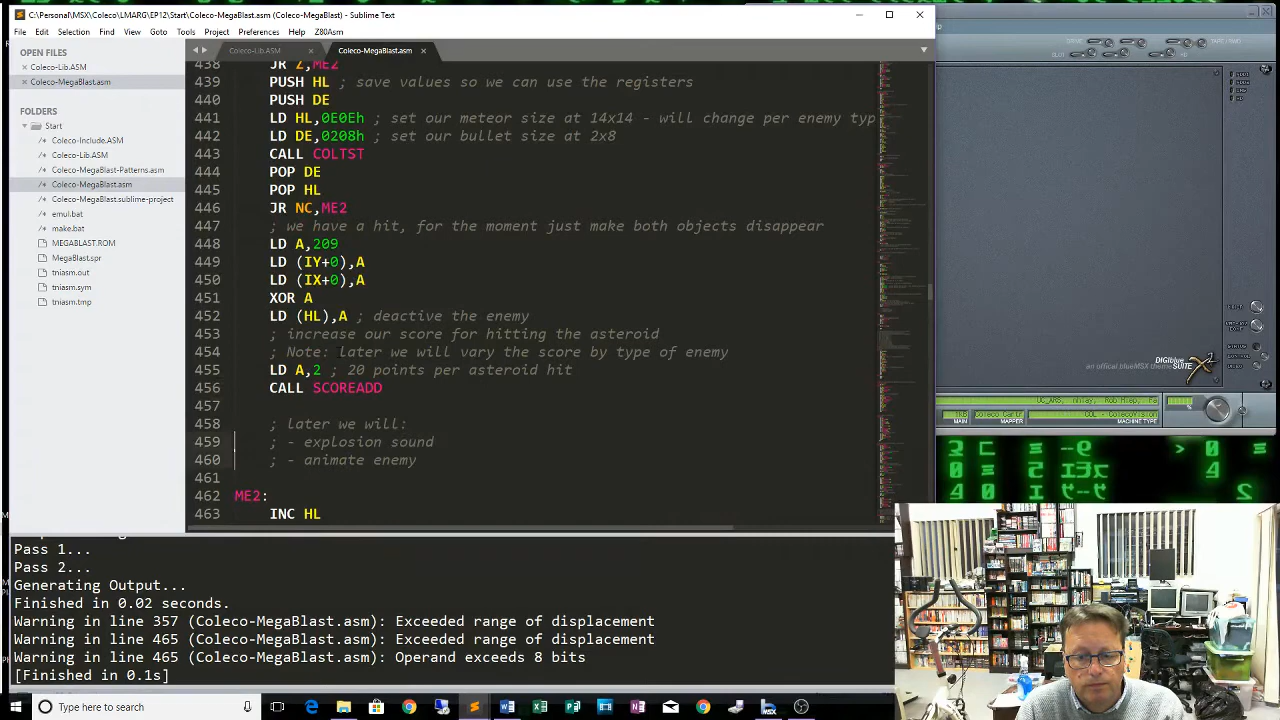 C:\Personal\MSX\Coleco\LMARG\EP12\Start\Coleco-MegaBlast.asm (Coleco-MegaBlast) - Sublime Text
File Edit Selection Find View Goto Tools Project Preferences Help Z80Asm
OPEN FILES
Coleco-Lib.ASM
Coleco-MegaBlast.asm
FOLDERS
Start
Coleco-Include.ASM
Coleco-Lib.ASM
Coleco-MegaBlast-Patterns.asm
Coleco-MegaBlast.asm
Coleco-MegaBlast.sublime-project
emul.bat
make.bat
MEGABLAST.ROM
MegaBlast.spr
tniasm.out
tniasm.sym
tniasm.tmp
Coleco-Lib.ASM
Coleco-MegaBlast.asm
438 JR Z,ME2
439 PUSH HL ; save values so we can use the registers
440 PUSH DE
441 LD HL,0E0Eh ; set our meteor size at 14x14 - will change per enemy typ
442 LD DE,0208h ; set our bullet size at 2x8
443 CALL COLTST
444 POP DE
445 POP HL
446 JR NC,ME2
447 ; we have a hit, for the moment just make both objects disappear
448 LD A,209
449 LD (IY+0),A
450 LD (IX+0),A
451 XOR A
452 LD (HL),A ; deactive the enemy
453 ; increase our score for hitting the asteroid
454 ; Note: later we will vary the score by type of enemy
455 LD A,2 ; 20 points per asteroid hit
456 CALL SCOREADD
457
458 ; Later we will:
459 ; - explosion sound
460 ; - animate enemy
461
462 ME2:
463 INC HL
Pass 1...
Pass 2...
Generating Output...
Finished in 0.02 seconds.
Warning in line 357 (Coleco-MegaBlast.asm): Exceeded range of displacement
Warning in line 465 (Coleco-MegaBlast.asm): Exceeded range of displacement
Warning in line 465 (Coleco-MegaBlast.asm): Operand exceeds 8 bits
[Finished in 0.1s]
DIGIblue
SUITE
an offical blueMSX theme
MAIN
MAPPER
MACHINE TYPE
Type here to search